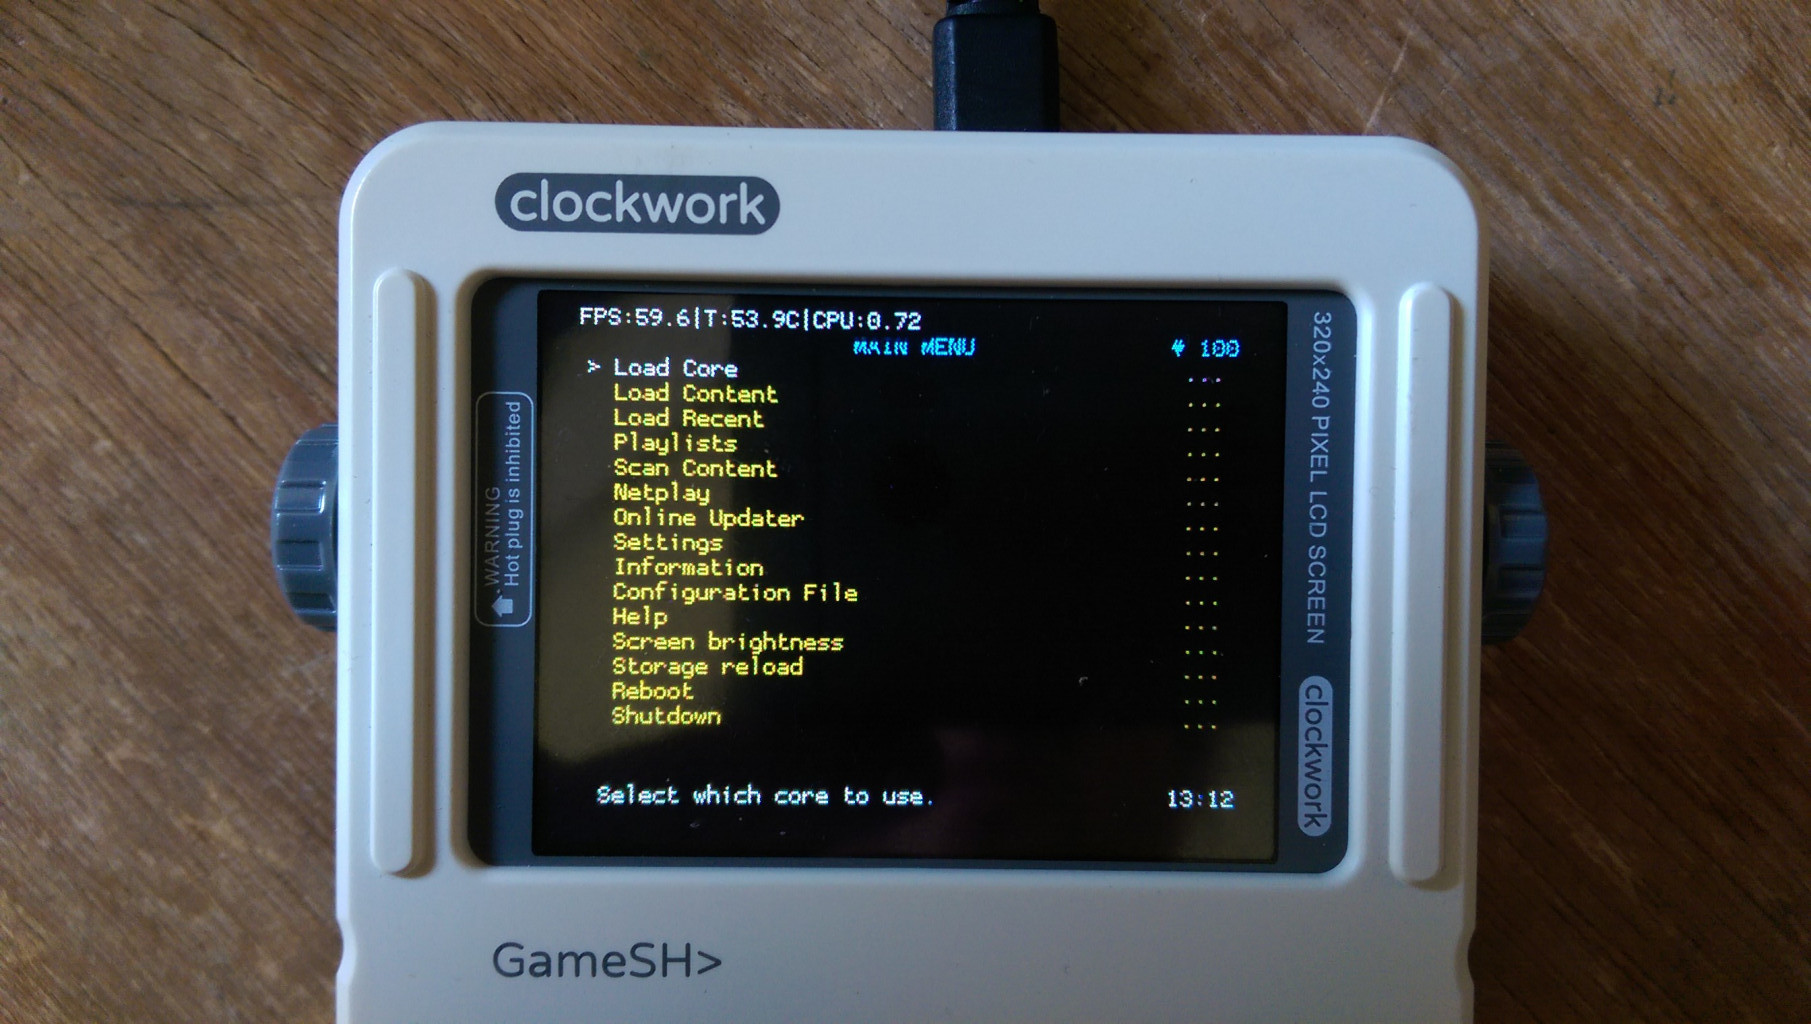 clockwork
FPS:59.6|T:53.9C|CPU:0.72
MAIN MENU 100
> Load Core ...
Load Content ...
Load Recent ...
Playlists ...
Scan Content ...
Netplay ...
Online Updater ...
Settings ...
Information ...
Configuration File ...
Help ...
Screen brightness ...
Storage reload ...
Reboot ...
Shutdown ...
Select which core to use. 13:12
WARNING
Hot plug is inhibited
320x240 PIXEL LCD SCREEN
clockwork
GameSH>